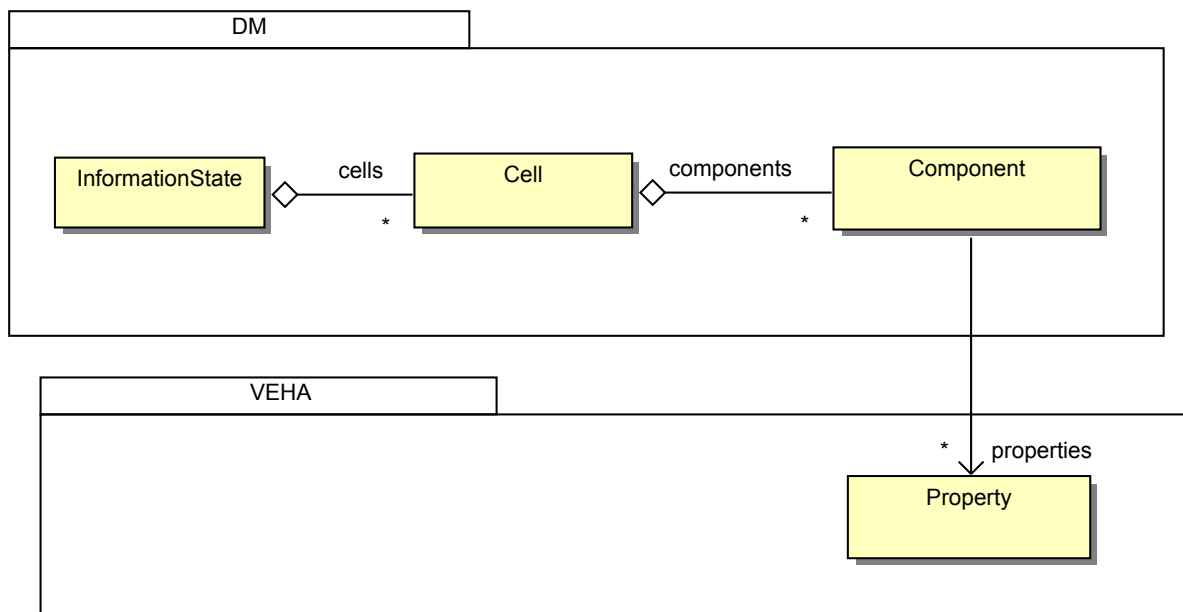 DM
InformationState
cells
*
Cell
components
*
Component
VEHA
*
properties
Property